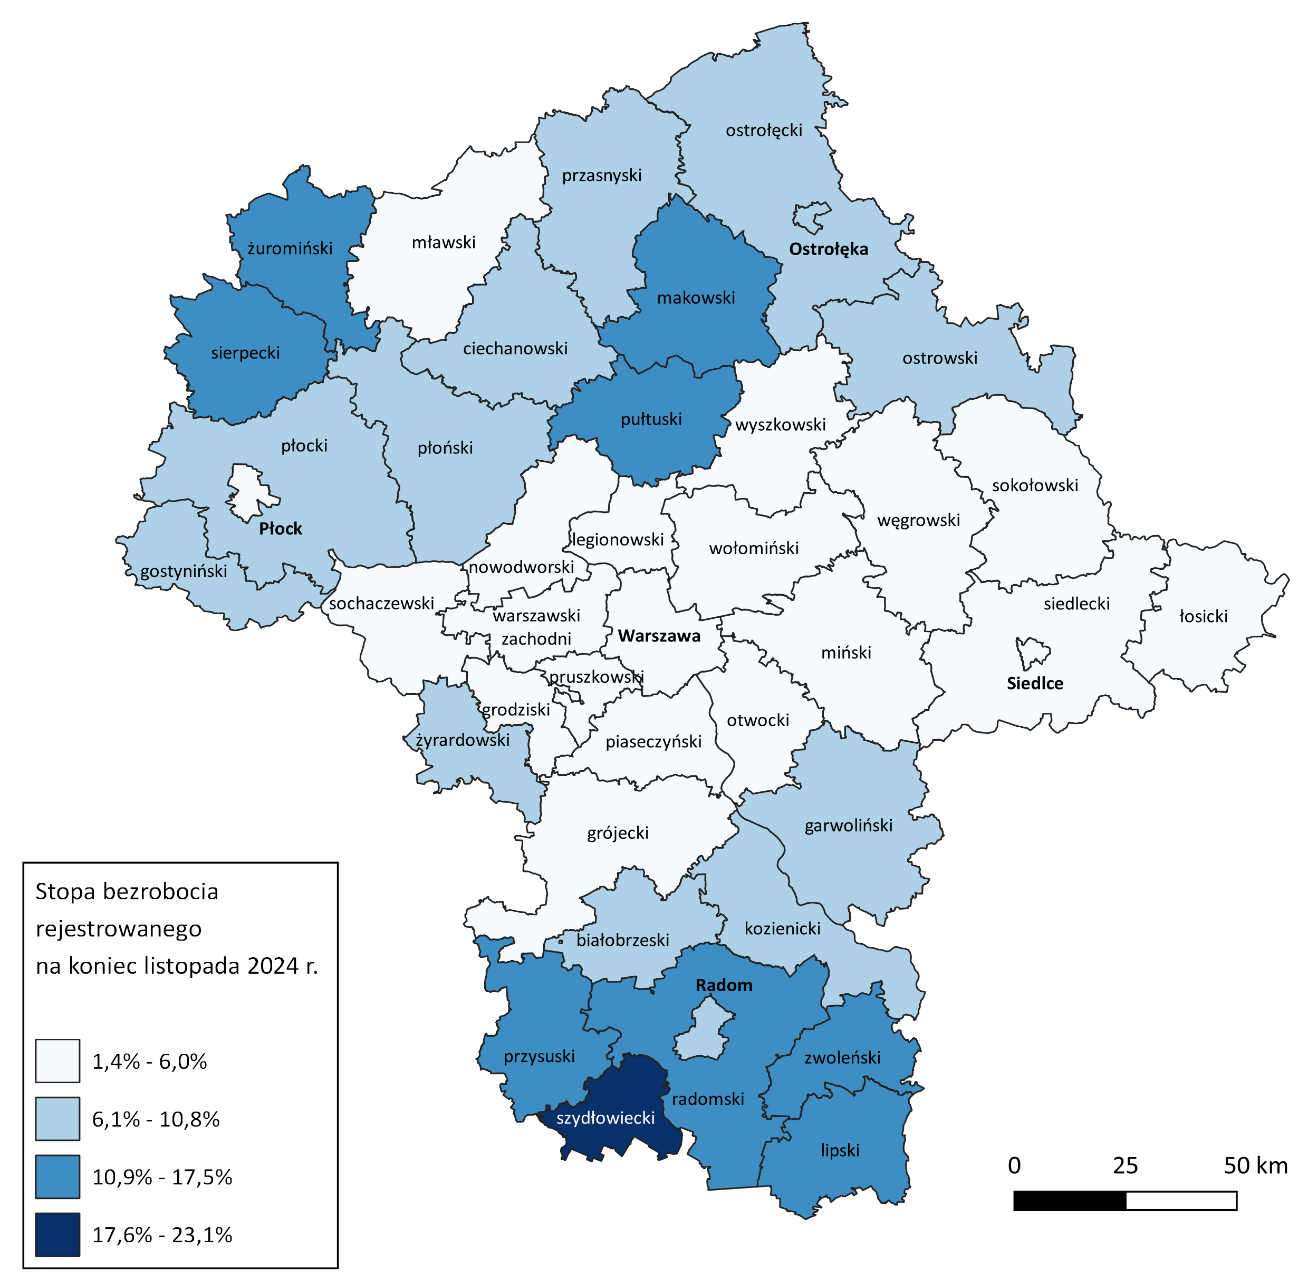 ostrołęcki
przasnyski
żuromiński
mławski
Ostrołęka
makowski
sierpecki
ciechanowski
ostrowski
płocki
płoński
pułtuski
wyszkowski
sokołowski
Płock
legionowski
wołomiński
węgrowski
gostyniński
nowodworski
sochaczewski
warszawski
zachodni
Warszawa
siedlecki
łosicki
miński
Siedlce
pruszkowski
grodziski
otwocki
żyrardowski
piaseczyński
grójecki
garwoliński
białobrzeski
kozienicki
Radom
przysuski
zwoleński
radomski
szydłowiecki
lipski
Stopa bezrobocia
rejestrowanego
na koniec listopada 2024 r.
1,4% - 6,0%
6,1% - 10,8%
10,9% - 17,5%
17,6% - 23,1%
0 25 50 km